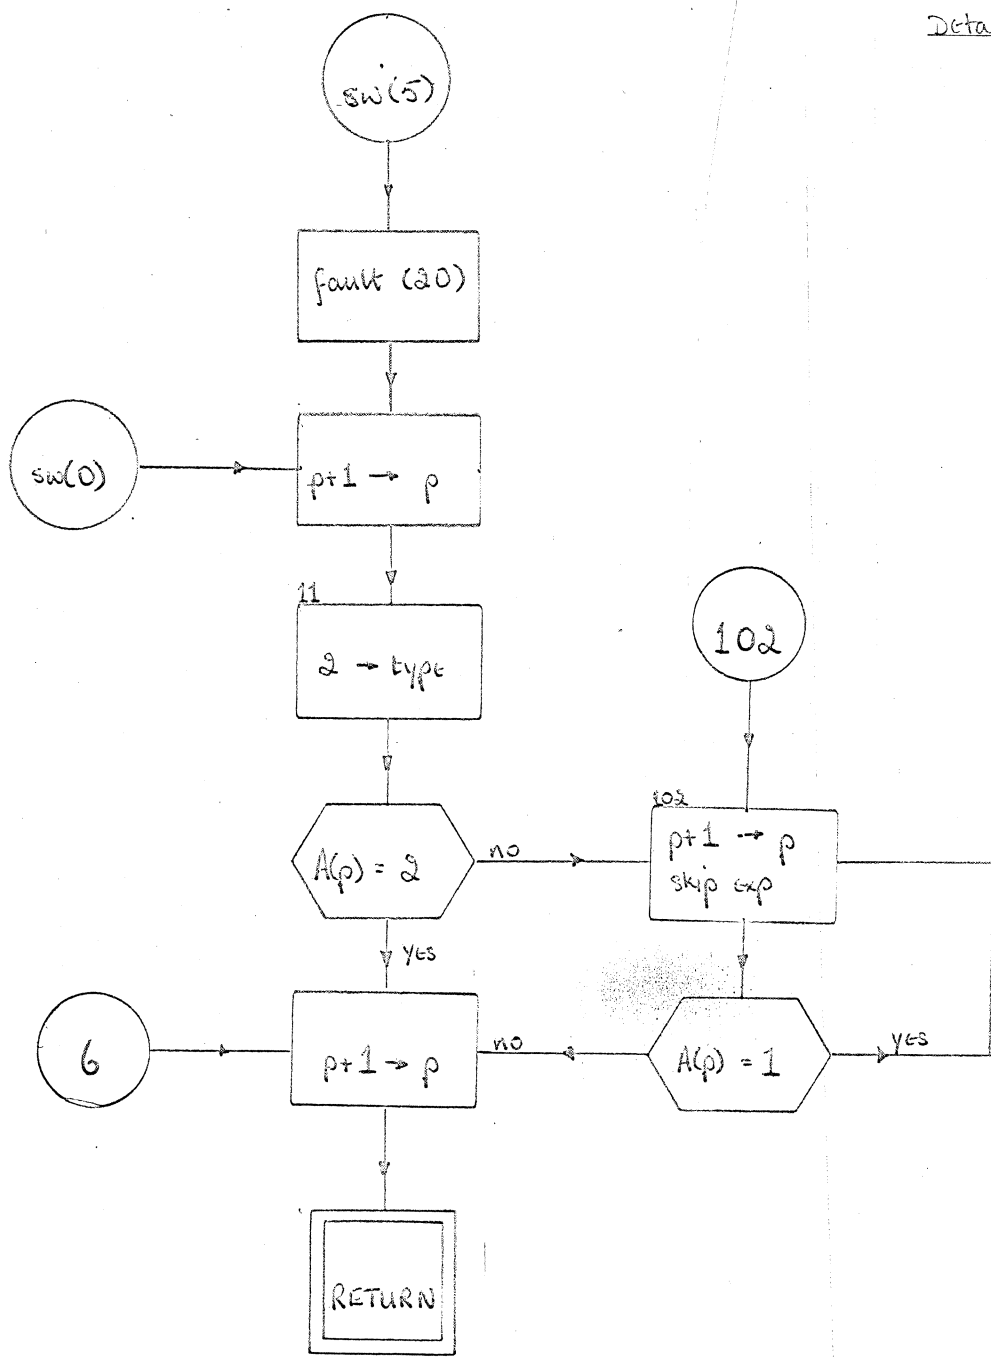 Deta
sw(5)
fault (20)
sw(0)
p+1 → p
11
2 → type
102
A(p) = 2
no
102
p+1 → p
skip exp
yes
6
p+1 → p
no
A(p) = 1
yes
RETURN